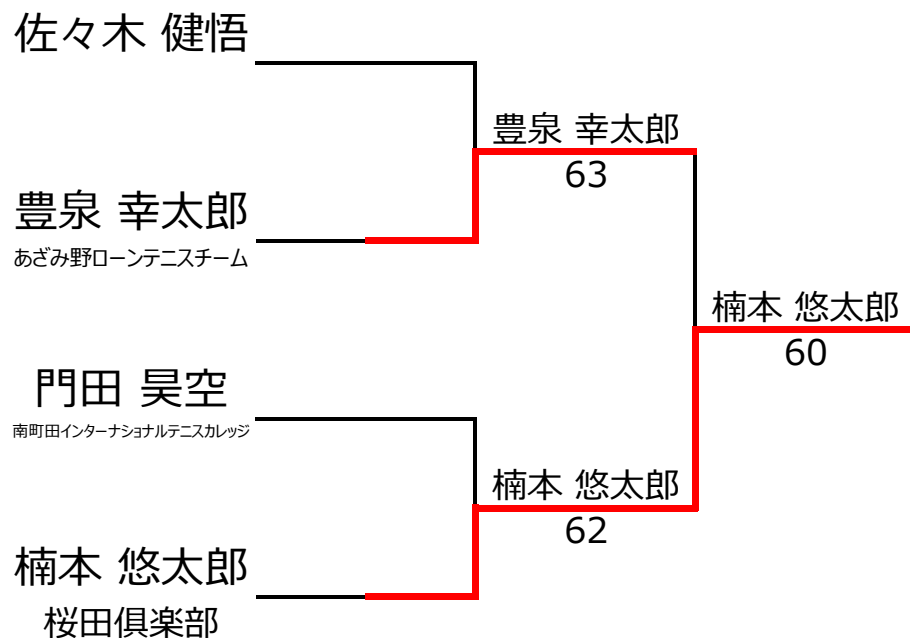 佐々木 健悟
豊泉 幸太郎
63
豊泉 幸太郎
あざみ野ローンテニスチーム
楠本 悠太郎
60
門田 昊空
南町田インターナショナルテニスカレッジ
楠本 悠太郎
62
楠本 悠太郎
桜田俱楽部